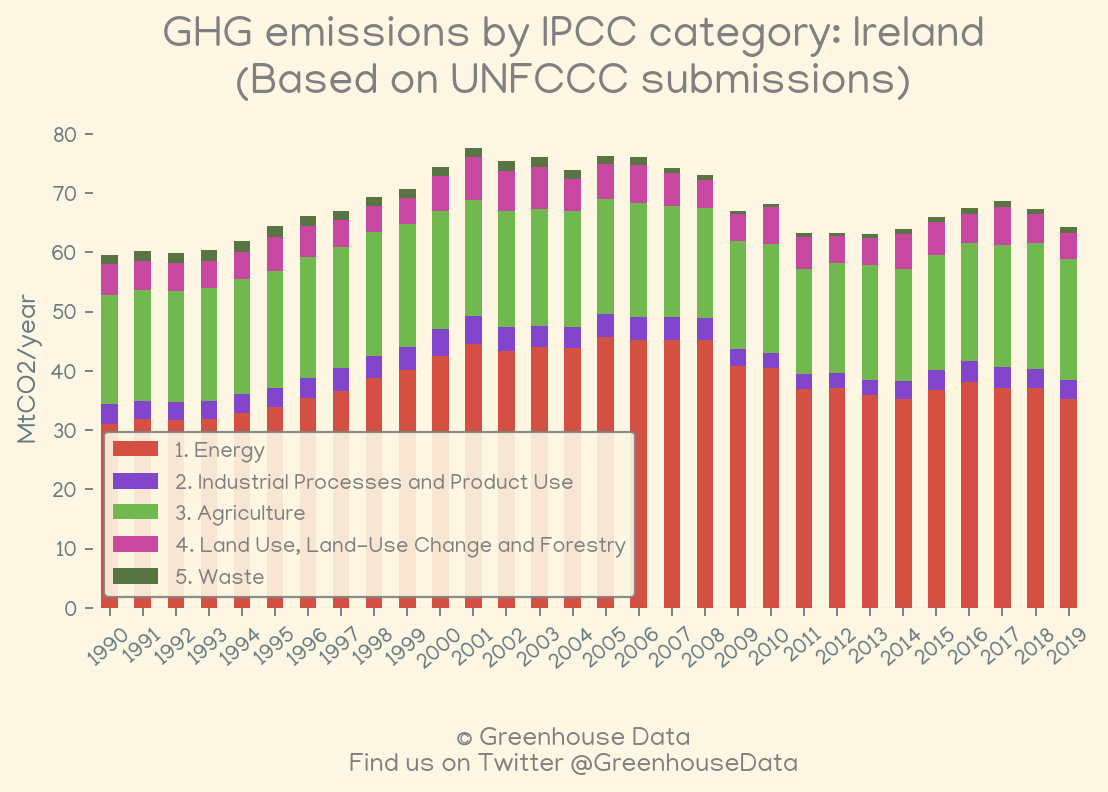 GHG emissions by IPCC category: Ireland
(Based on UNFCCC submissions)
MtCO2/year
80
70
60
50
40
30
20
10
0
1. Energy
2. Industrial Processes and Product Use
3. Agriculture
4. Land Use, Land-Use Change and Forestry
5. Waste
1990 1991 1992 1993 1994 1995 1996 1997 1998 1999 2000 2001 2002 2003 2004 2005 2006 2007 2008 2009 2010 2011 2012 2013 2014 2015 2016 2017 2018 2019
© Greenhouse Data
Find us on Twitter @GreenhouseData